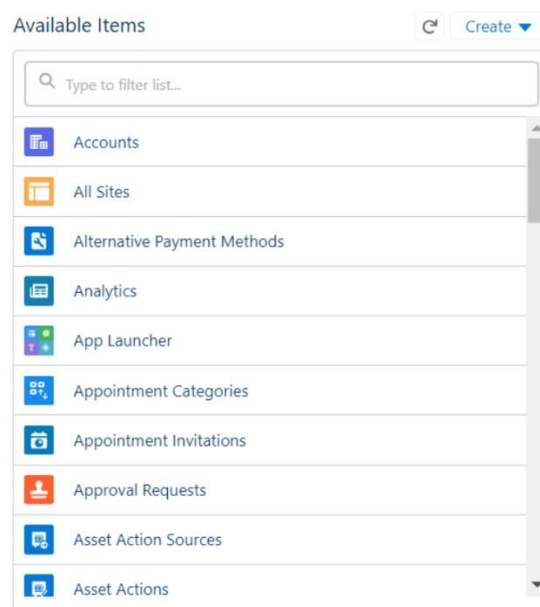 Available Items
Create
Type to filter list...
Accounts
All Sites
Alternative Payment Methods
Analytics
App Launcher
Appointment Categories
Appointment Invitations
Approval Requests
Asset Action Sources
Asset Actions